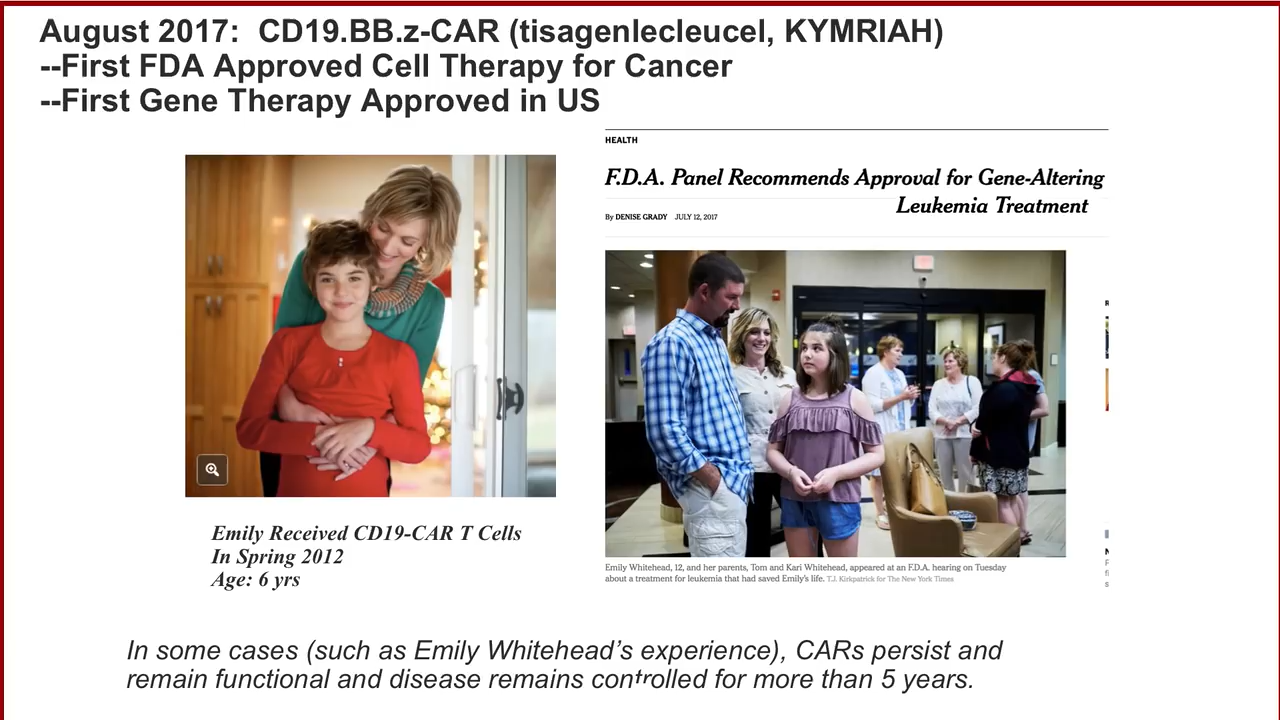 August 2017:  CD19.BB.z-CAR (tisagenlecleucel, KYMRIAH)
--First FDA Approved Cell Therapy for Cancer
--First Gene Therapy Approved in US
HEALTH
F.D.A. Panel Recommends Approval for Gene-Altering
Leukemia Treatment
By DENISE GRADY   JULY 12, 2017
Emily Received CD19-CAR T Cells
In Spring 2012
Age: 6 yrs
Emily Whitehead, 12, and her parents, Tom and Kari Whitehead, appeared at an F.D.A. hearing on Tuesday
about a treatment for leukemia that had saved Emily's life. T.J. Kirkpatrick for The New York Times
In some cases (such as Emily Whitehead’s experience), CARs persist and
remain functional and disease remains controlled for more than 5 years.